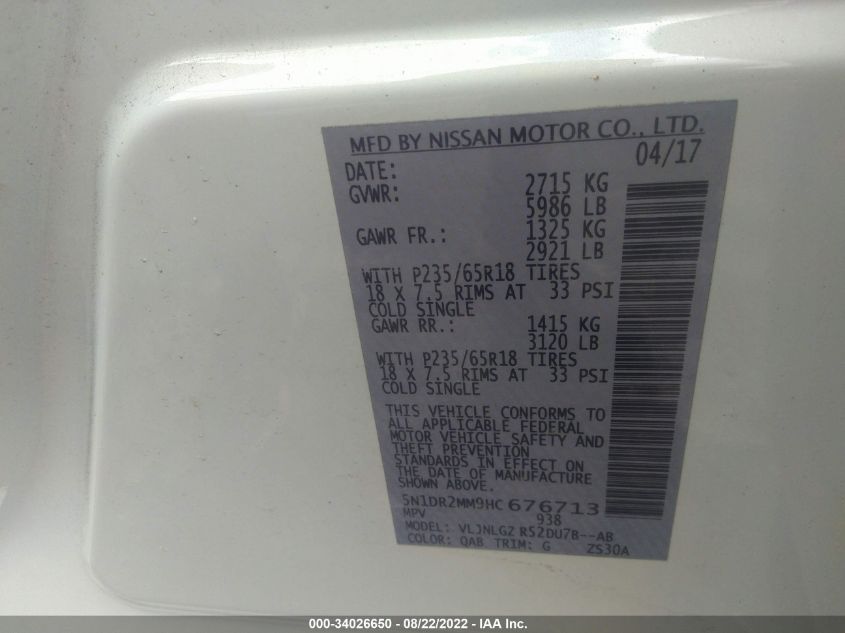 MFD BY NISSAN MOTOR CO., LTD.
DATE: 04/17
GVWR: 2715 KG
5986 LB
GAWR FR.: 1325 KG
2921 LB
WITH P235/65R18 TIRES
18 X 7.5 RIMS AT 33 PSI
COLD SINGLE
GAWR RR.: 1415 KG
3120 LB
WITH P235/65R18 TIRES
18 X 7.5 RIMS AT 33 PSI
COLD SINGLE
THIS VEHICLE CONFORMS TO
ALL APPLICABLE FEDERAL
MOTOR VEHICLE SAFETY AND
THEFT PREVENTION
STANDARDS IN EFFECT ON
THE DATE OF MANUFACTURE
SHOWN ABOVE.
5N1DR2MM9HC 676713
MPV 938
MODEL: VLJNLGZ R52DU7B--AB
COLOR: QAB TRIM: G ZS30A
000-34026650 - 08/22/2022 - IAA Inc.